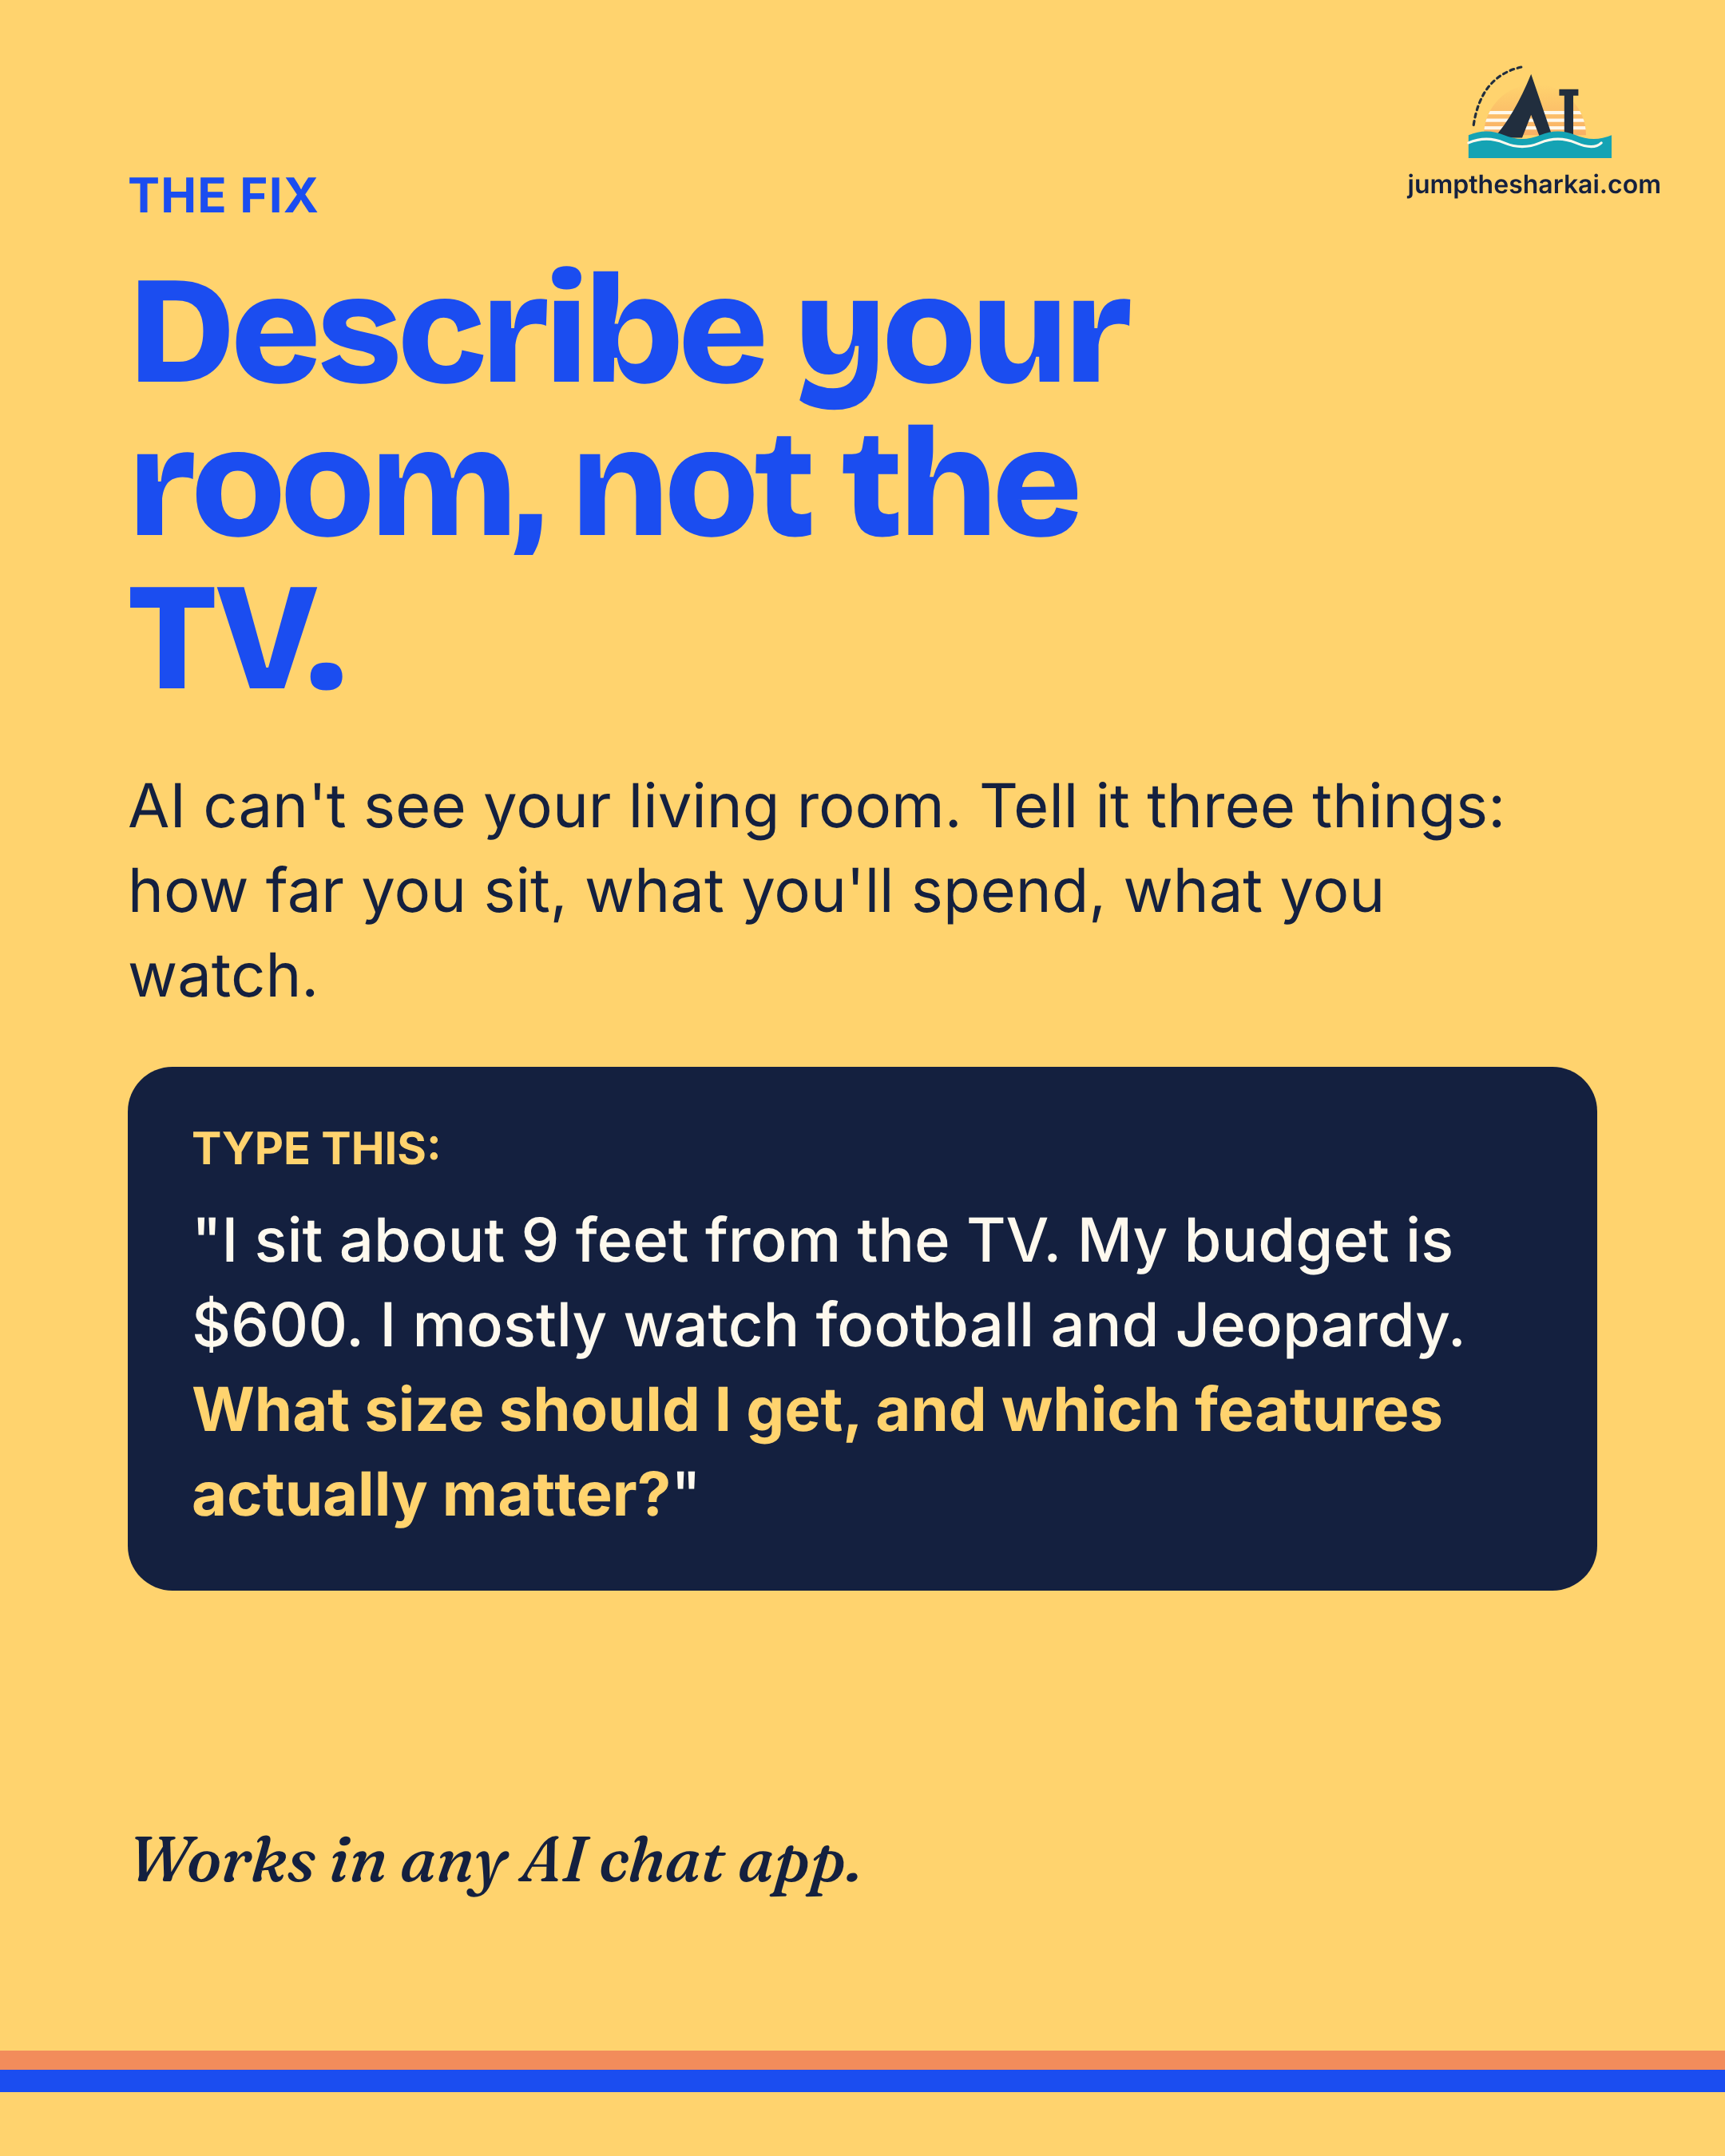 AI
jumpthesharkai.com
THE FIX
Describe your
room, not the
TV.
AI can't see your living room. Tell it three things:
how far you sit, what you'll spend, what you
watch.
TYPE THIS:
"I sit about 9 feet from the TV. My budget is
$600. I mostly watch football and Jeopardy.
What size should I get, and which features
actually matter?"
Works in any AI chat app.